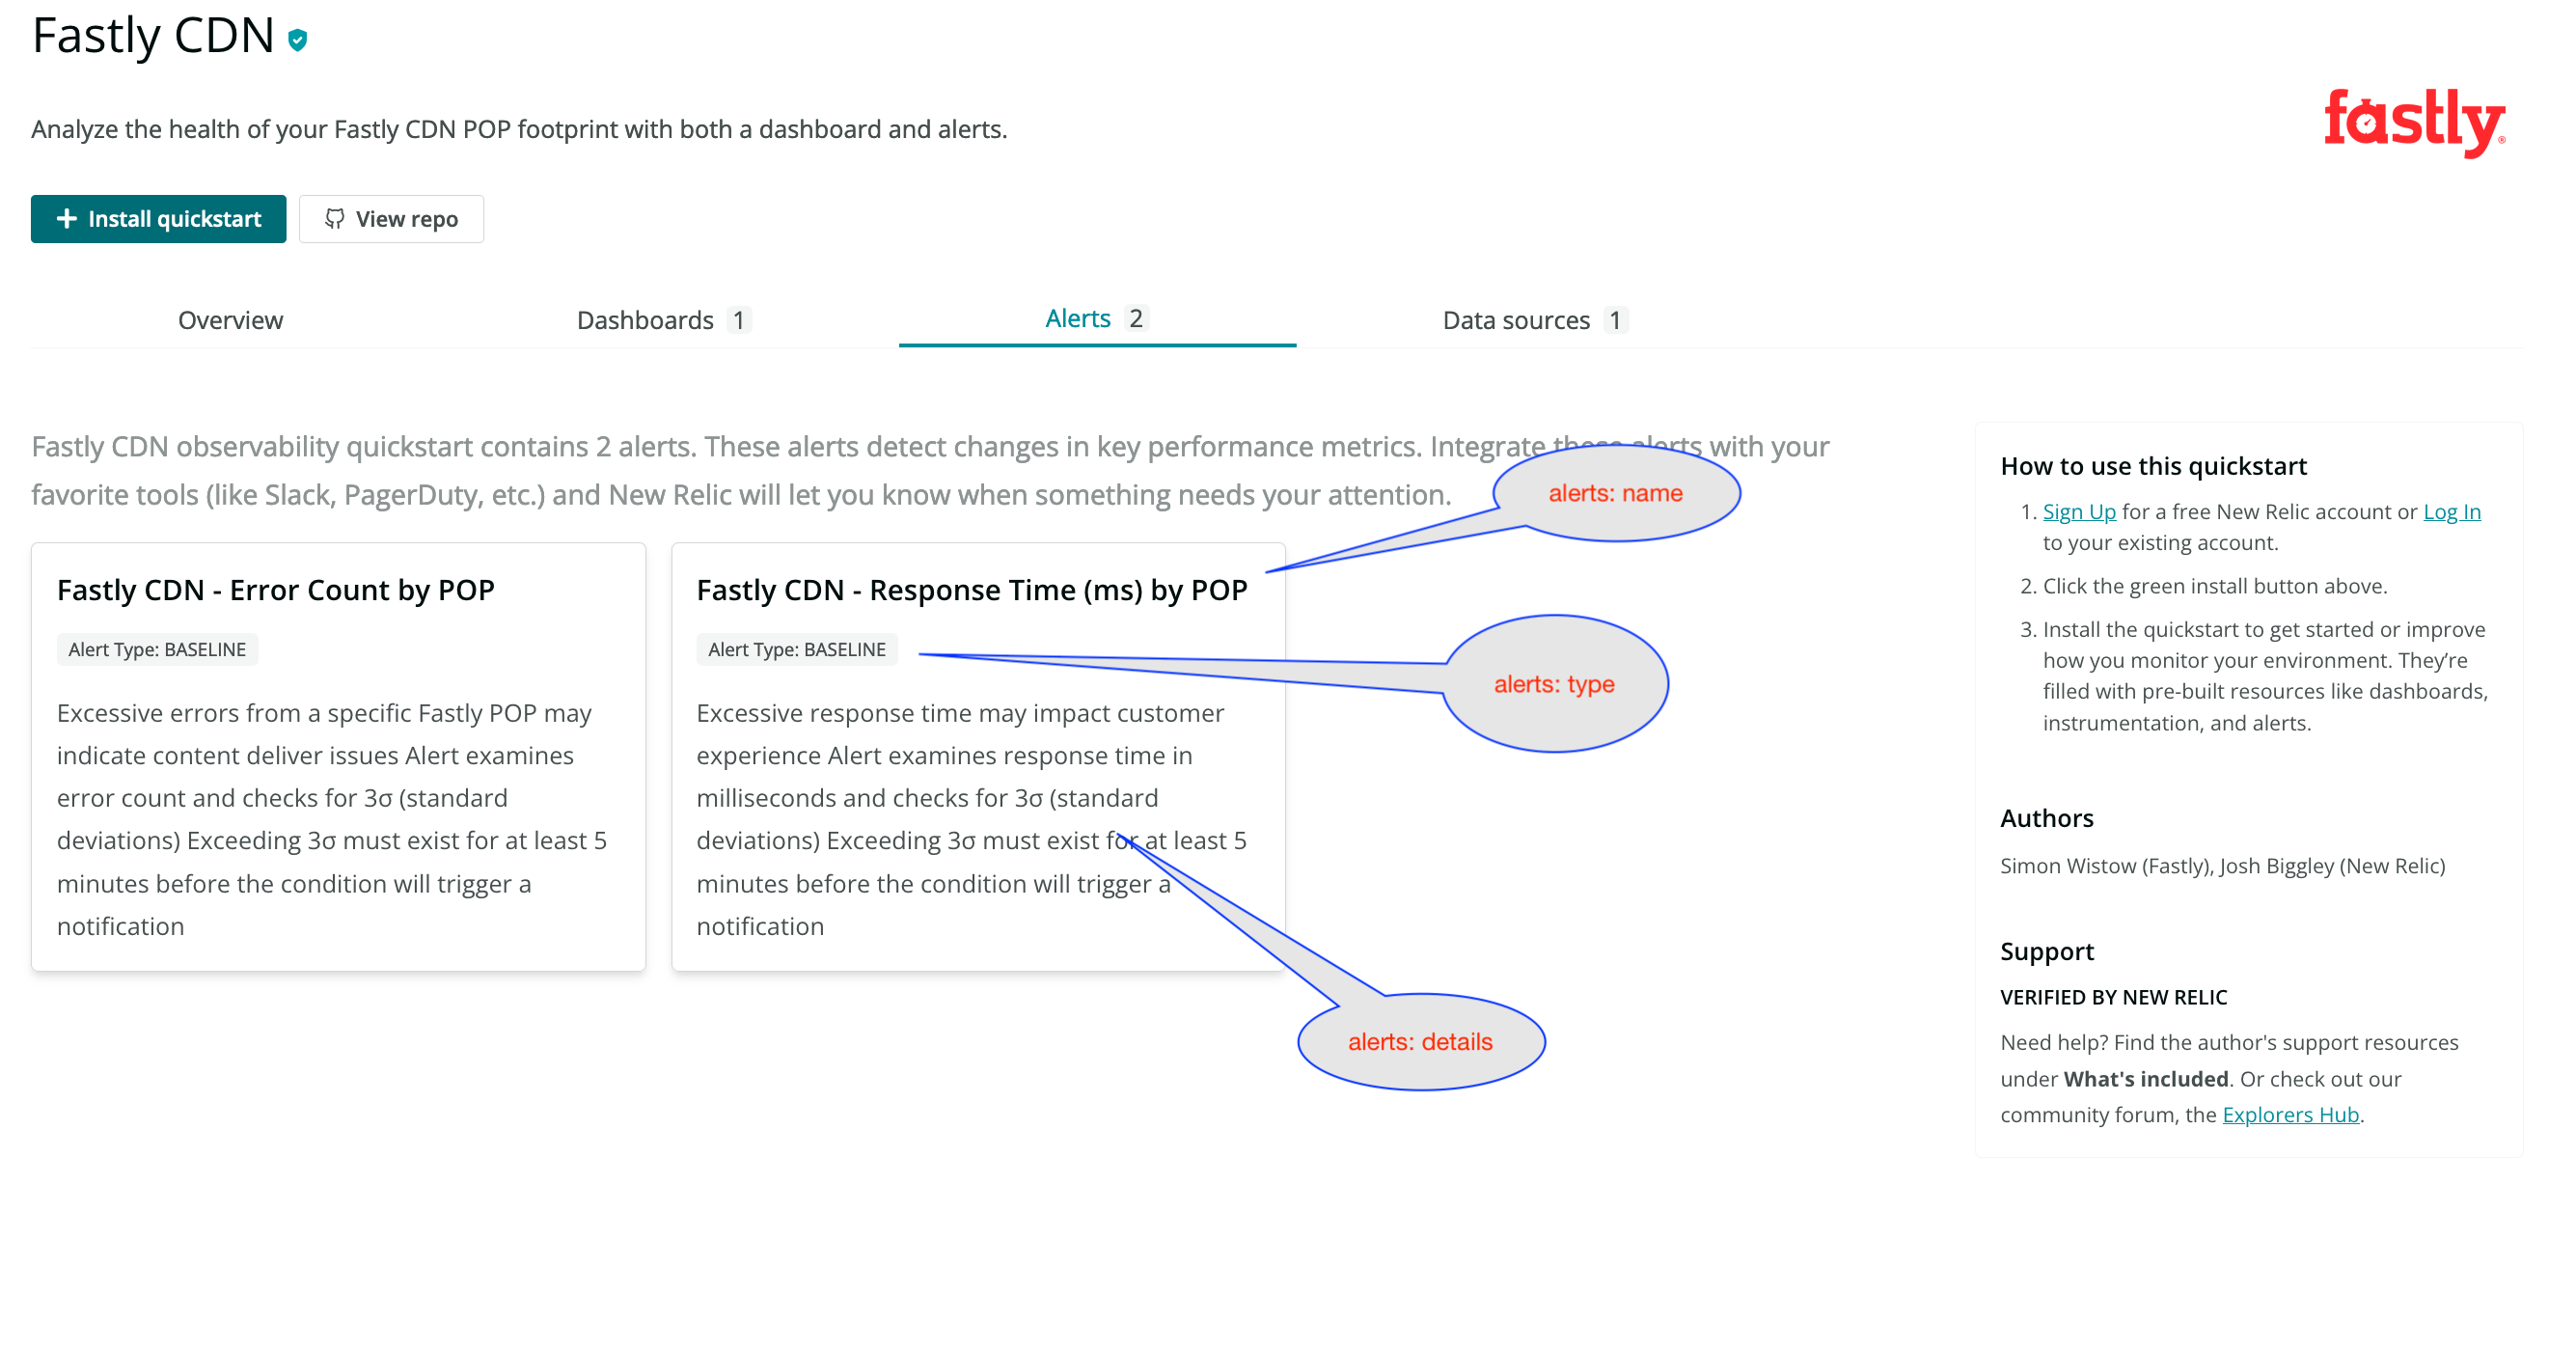 Fastly CDN
Analyze the health of your Fastly CDN POP footprint with both a dashboard and alerts.
fastly®
Install quickstart
View repo
Overview
Dashboards 1
Alerts 2
Data sources 1
Fastly CDN observability quickstart contains 2 alerts. These alerts detect changes in key performance metrics. Integrate these alerts with your
favorite tools (like Slack, PagerDuty, etc.) and New Relic will let you know when something needs your attention.
alerts: name
Fastly CDN - Error Count by POP
Alert Type: BASELINE
Excessive errors from a specific Fastly POP may
indicate content deliver issues Alert examines
error count and checks for 3σ (standard
deviations) Exceeding 3σ must exist for at least 5
minutes before the condition will trigger a
notification
Fastly CDN - Response Time (ms) by POP
Alert Type: BASELINE
alerts: type
Excessive response time may impact customer
experience Alert examines response time in
milliseconds and checks for 3σ (standard
deviations) Exceeding 3σ must exist for at least 5
minutes before the condition will trigger a
notification
alerts: details
How to use this quickstart
1. Sign Up for a free New Relic account or Log In
to your existing account.
2. Click the green install button above.
3. Install the quickstart to get started or improve
how you monitor your environment. They’re
filled with pre-built resources like dashboards,
instrumentation, and alerts.
Authors
Simon Wistow (Fastly), Josh Biggley (New Relic)
Support
VERIFIED BY NEW RELIC
Need help? Find the author's support resources
under What's included. Or check out our
community forum, the Explorers Hub.